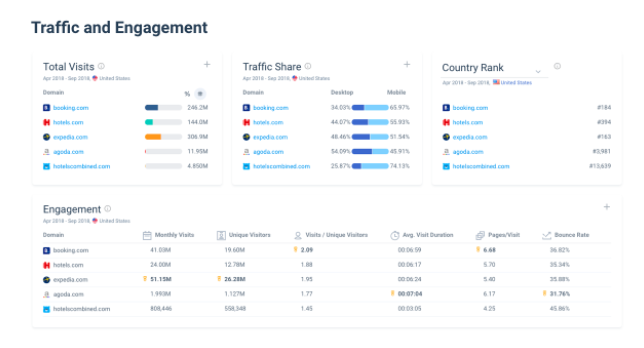 Traffic and Engagement
Total Visits
Apr 2018 - Sep 2018, United States
Domain %
booking.com 246.2M
hotels.com 144.0M
expedia.com 306.9M
agoda.com 11.95M
hotelscombined.com 4.850M
Traffic Share
Apr 2018 - Sep 2018, United States
Domain Desktop Mobile
booking.com 34.03% 65.97%
hotels.com 44.07% 55.93%
expedia.com 48.46% 51.54%
agoda.com 54.09% 45.91%
hotelscombined.com 25.87% 74.13%
Country Rank
Apr 2018 - Sep 2018, United States
Domain
booking.com #184
hotels.com #394
expedia.com #163
agoda.com #3,981
hotelscombined.com #13,639
Engagement
Apr 2018 - Sep 2018, United States
Domain Monthly Visits Unique Visitors Visits / Unique Visitors Avg. Visit Duration Pages/Visit Bounce Rate
booking.com 41.03M 19.60M 2.09 00:06:59 6.68 36.82%
hotels.com 24.00M 12.78M 1.88 00:06:17 5.70 35.34%
expedia.com 51.15M 26.28M 1.95 00:06:24 5.40 35.88%
agoda.com 1.993M 1.127M 1.77 00:07:04 6.17 31.76%
hotelscombined.com 808,446 558,348 1.45 00:03:05 4.25 45.86%